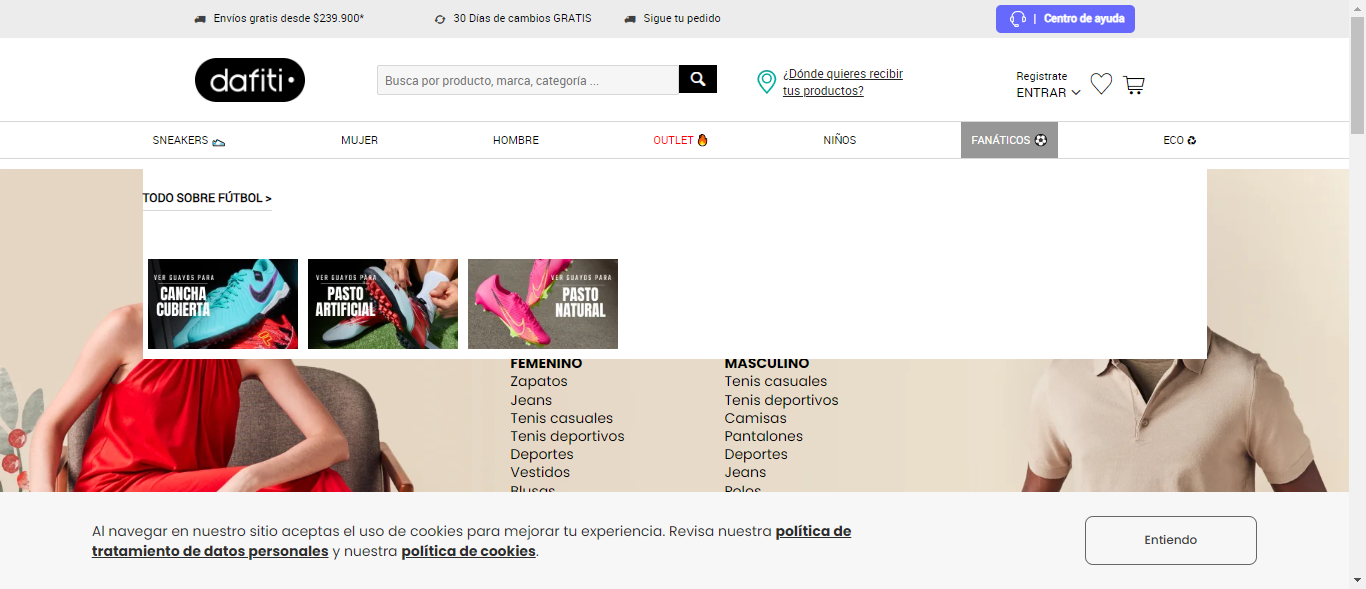 Envíos gratis desde $239.900*
30 Días de cambios GRATIS
Sigue tu pedido
| Centro de ayuda
dafiti
Busca por producto, marca, categoría ...
¿Dónde quieres recibir
tus productos?
Registrate
ENTRAR
SNEAKERS
MUJER
HOMBRE
OUTLET
NIÑOS
FANÁTICOS
ECO
TODO SOBRE FÚTBOL >
VER GUAYOS PARA
CANCHA
CUBIERTA
VER GUAYOS PARA
PASTO
ARTIFICIAL
VER GUAYOS PARA
PASTO
NATURAL
FEMENINO
Zapatos
Jeans
Tenis casuales
Tenis deportivos
Deportes
Vestidos
Blusas
MASCULINO
Tenis casuales
Tenis deportivos
Camisas
Pantalones
Deportes
Jeans
Polos
Al navegar en nuestro sitio aceptas el uso de cookies para mejorar tu experiencia. Revisa nuestra política de
tratamiento de datos personales y nuestra política de cookies.
Entiendo